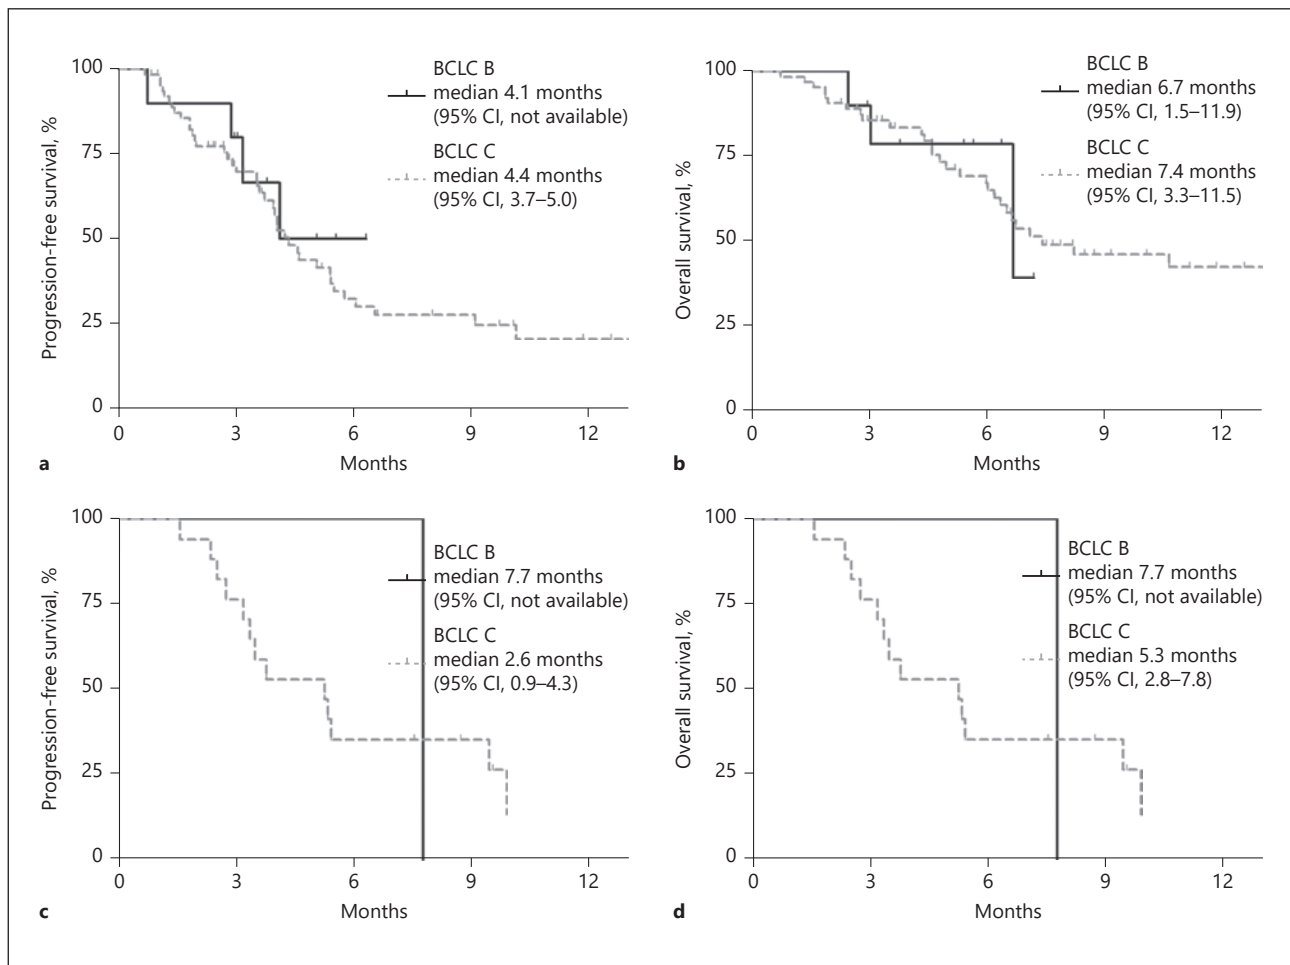 100
75
50
25
0
Progression-free survival, %
BCLC B
median 4.1 months
(95% CI, not available)
BCLC C
median 4.4 months
(95% CI, 3.7–5.0)
0 3 6 9 12
Months
a
100
75
50
25
0
Overall survival, %
BCLC B
median 6.7 months
(95% CI, 1.5–11.9)
BCLC C
median 7.4 months
(95% CI, 3.3–11.5)
0 3 6 9 12
Months
b
100
75
50
25
0
Progression-free survival, %
BCLC B
median 7.7 months
(95% CI, not available)
BCLC C
median 2.6 months
(95% CI, 0.9–4.3)
0 3 6 9 12
Months
c
100
75
50
25
0
Overall survival, %
BCLC B
median 7.7 months
(95% CI, not available)
BCLC C
median 5.3 months
(95% CI, 2.8–7.8)
0 3 6 9 12
Months
d